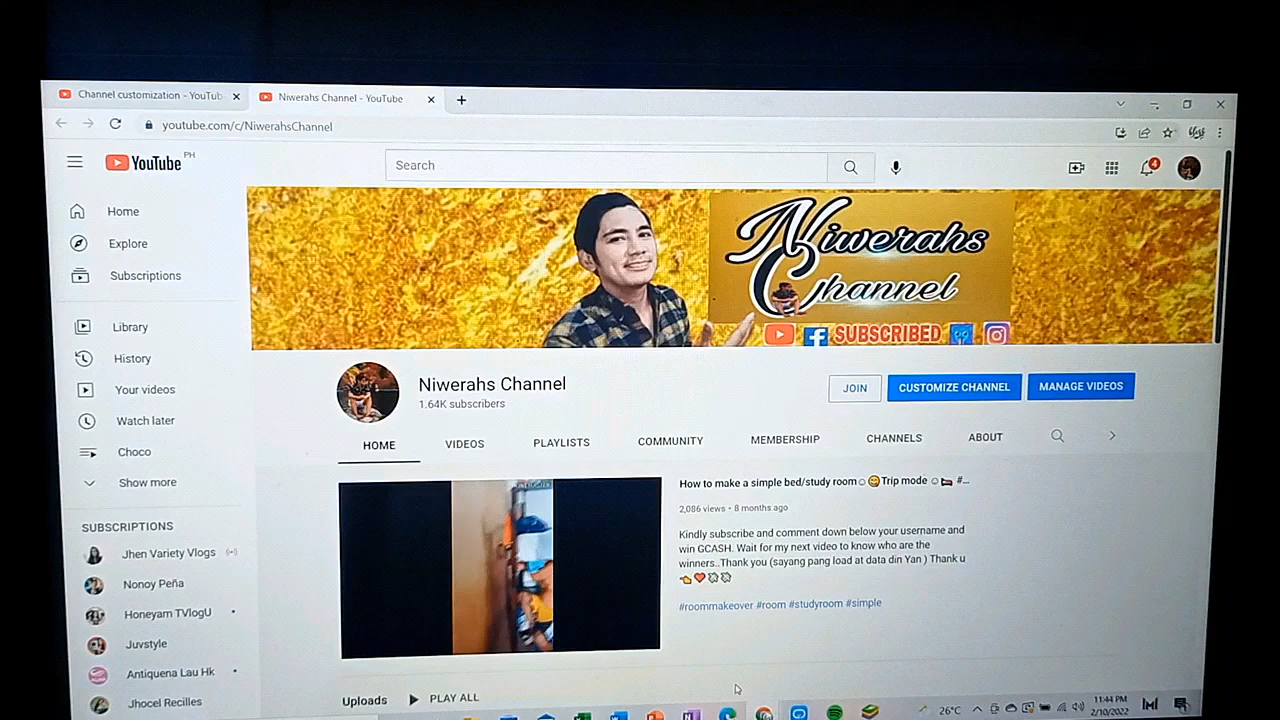 Channel customization - YouTub
Niwerahs Channel - YouTube
youtube.com/c/NiwerahsChannel
YouTube PH
Search
4
Home
Explore
Subscriptions
Library
History
Your videos
Watch later
Choco
Show more
SUBSCRIPTIONS
Jhen Variety Vlogs
Nonoy Peña
Honeyam TVlogU
Juvstyle
Antiquena Lau Hk
Jhocel Recilles
Niwerahs
Channel
SUBSCRIBED
Niwerahs Channel
1.64K subscribers
JOIN
CUSTOMIZE CHANNEL
MANAGE VIDEOS
HOME
VIDEOS
PLAYLISTS
COMMUNITY
MEMBERSHIP
CHANNELS
ABOUT
How to make a simple bed/study room☺😋Trip mode ☺🛌 #...
2,086 views • 8 months ago
Kindly subscribe and comment down below your username and
win GCASH. Wait for my next video to know who are the
winners..Thank you (sayang pang load at data din Yan ) Thank u
#roommakeover #room #studyroom #simple
Uploads
PLAY ALL
26°C
11:44 PM
2/10/2022